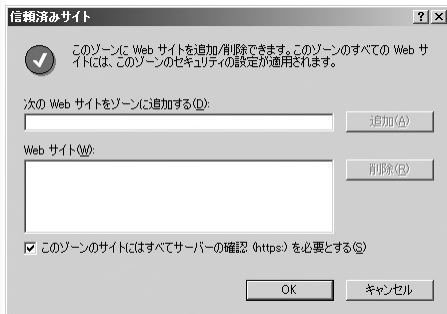 信頼済みサイト
このゾーンに Web サイトを追加/削除できます。このゾーンのすべての Web サ
イトには、このゾーンのセキュリティの設定が適用されます。
次の Web サイトをゾーンに追加する(D):
追加(A)
Web サイト(W):
削除(R)
このゾーンのサイトにはすべてサーバーの確認 (https:) を必要とする(S)
OK
キャンセル